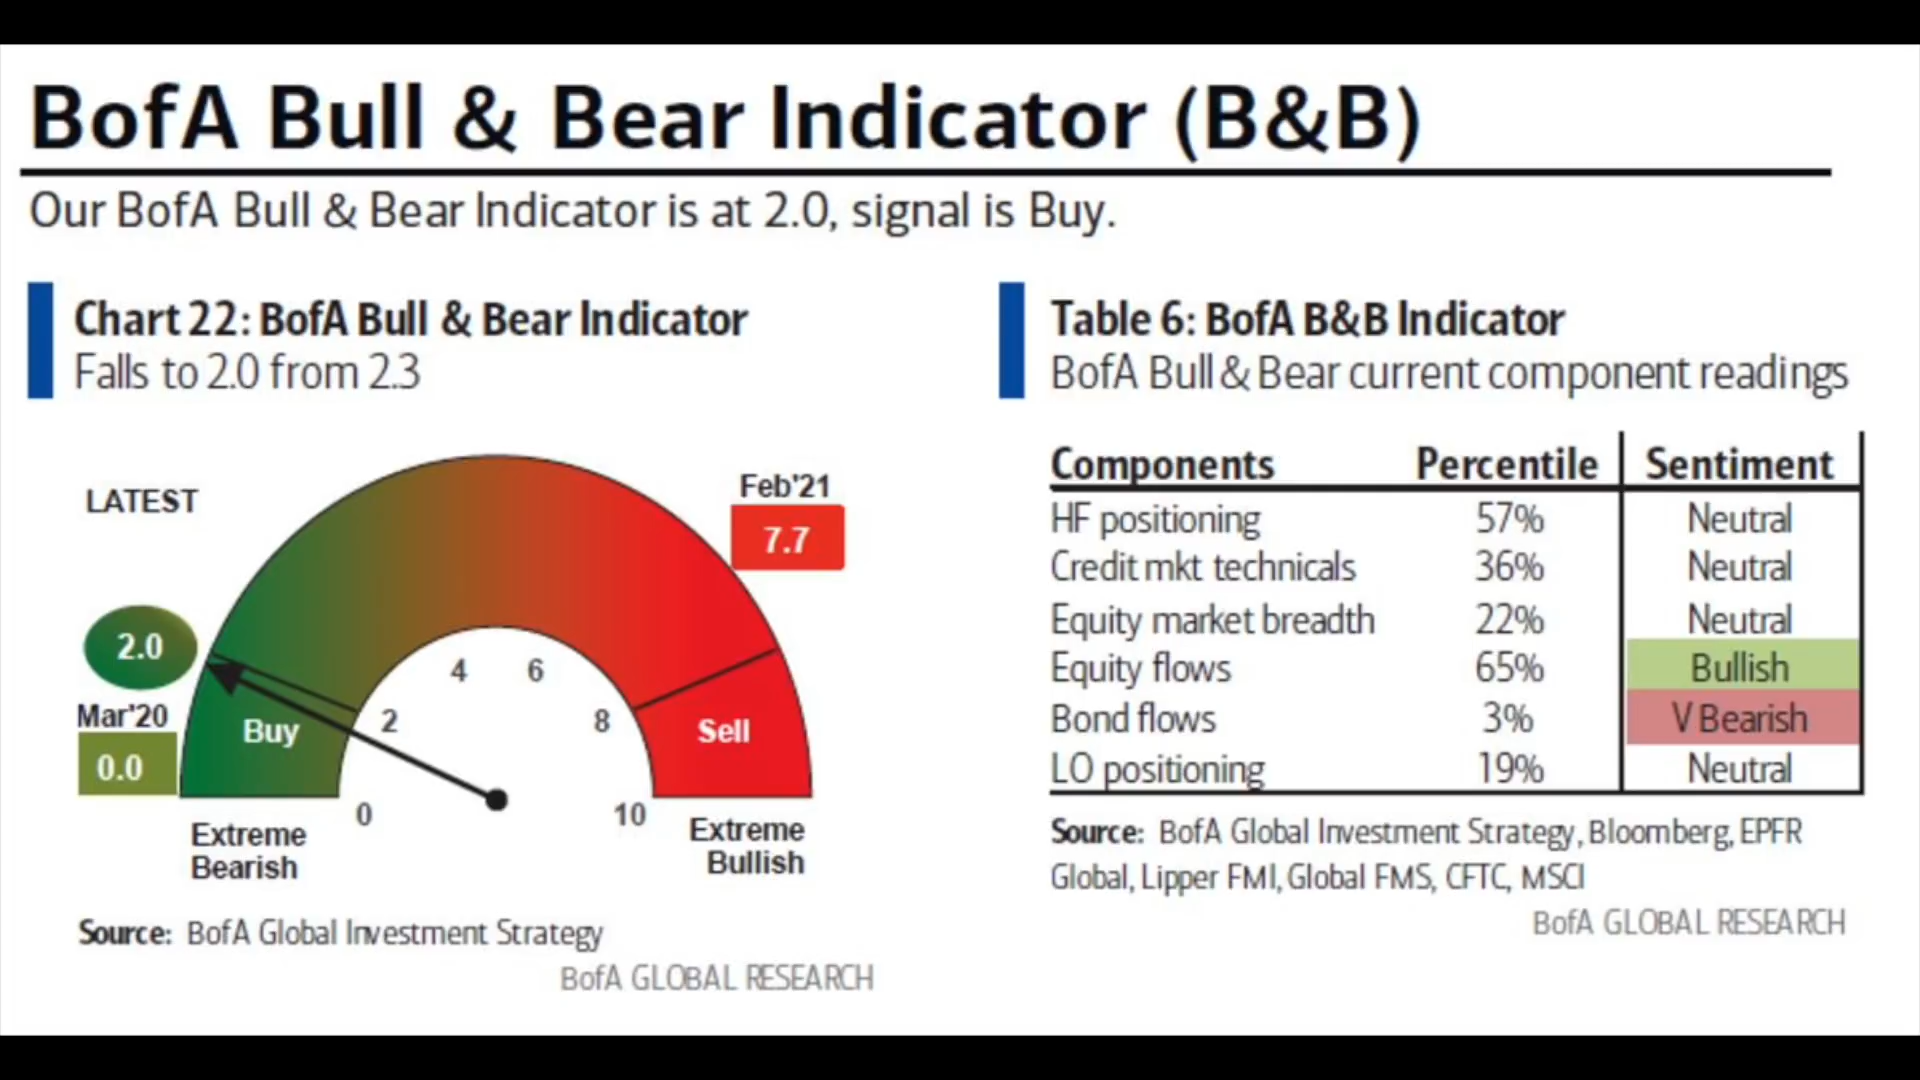 BofA Bull & Bear Indicator (B&B)
Our BofA Bull & Bear Indicator is at 2.0, signal is Buy.
Chart 22: BofA Bull & Bear Indicator
Falls to 2.0 from 2.3
LATEST
Feb'21
7.7
2.0
Mar'20
0.0
Buy
Sell
0
2
4
6
8
10
Extreme
Bearish
Extreme
Bullish
Source: BofA Global Investment Strategy
BofA GLOBAL RESEARCH
Table 6: BofA B&B Indicator
BofA Bull & Bear current component readings
Components Percentile Sentiment
HF positioning 57% Neutral
Credit mkt technicals 36% Neutral
Equity market breadth 22% Neutral
Equity flows 65% Bullish
Bond flows 3% V Bearish
LO positioning 19% Neutral
Source: BofA Global Investment Strategy, Bloomberg, EPFR
Global, Lipper FMI, Global FMS, CFTC, MSCI
BofA GLOBAL RESEARCH